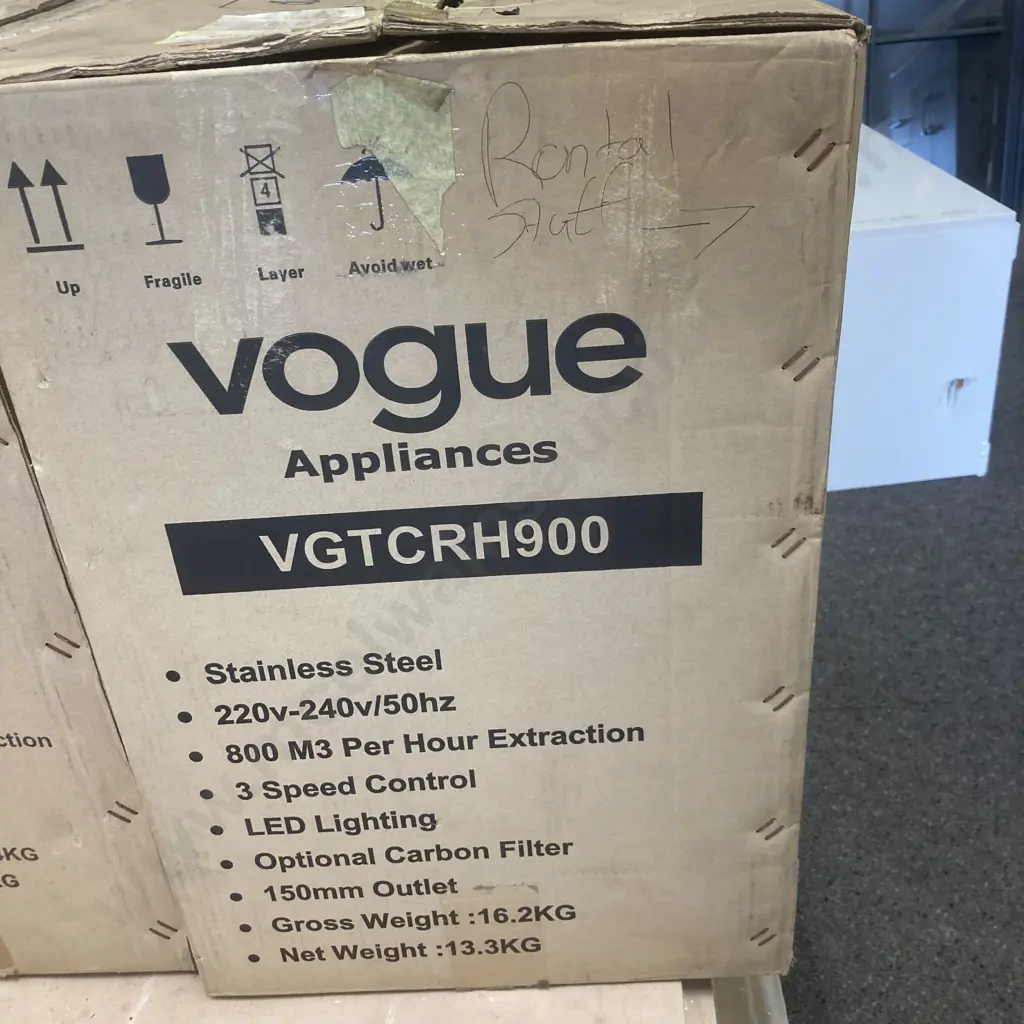 Rental
Stuff
4
Up
Fragile
Layer
Avoid wet
vogue
Appliances
VGTCRH900
• Stainless Steel
• 220v-240v/50hz
• 800 M3 Per Hour Extraction
• 3 Speed Control
• LED Lighting
• Optional Carbon Filter
• 150mm Outlet
• Gross Weight :16.2KG
• Net Weight :13.3KG
ction
KG
G